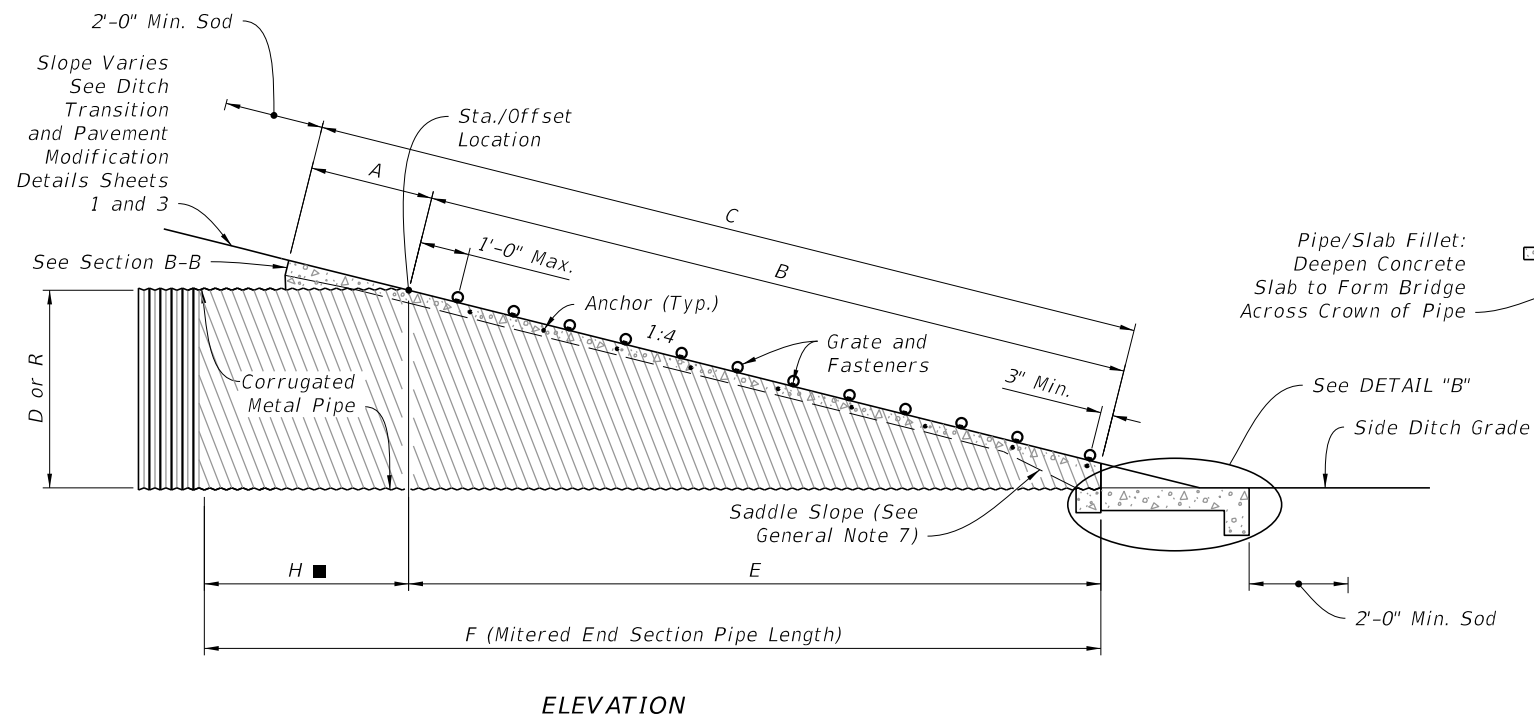 2'-0" Min. Sod
Slope Varies
See Ditch
Transition
and Pavement
Modification
Details Sheets
1 and 3
Sta./Offset
Location
A
C
See Section B-B
1'-0" Max.
B
Pipe/Slab Fillet:
Deepen Concrete
Slab to Form Bridge
Across Crown of Pipe
Anchor (Typ.)
1:4
Grate and
Fasteners
D or R
Corrugated
Metal Pipe
3" Min.
See DETAIL "B"
Side Ditch Grade
Saddle Slope (See
General Note 7)
H ■
E
2'-0" Min. Sod
F (Mitered End Section Pipe Length)
ELEVATION